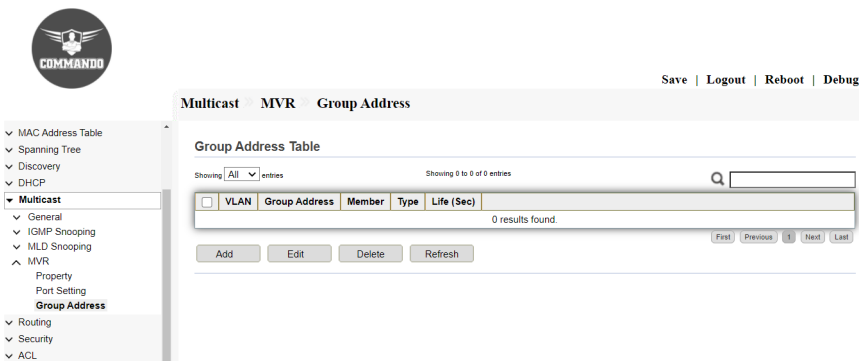 COMMANDO
Save | Logout | Reboot | Debug
Multicast MVR Group Address
MAC Address Table
Spanning Tree
Discovery
DHCP
Multicast
General
IGMP Snooping
MLD Snooping
MVR
Property
Port Setting
Group Address
Routing
Security
ACL
Group Address Table
Showing All entries Showing 0 to 0 of 0 entries
VLAN Group Address Member Type Life (Sec)
0 results found.
First Previous 1 Next Last
Add Edit Delete Refresh